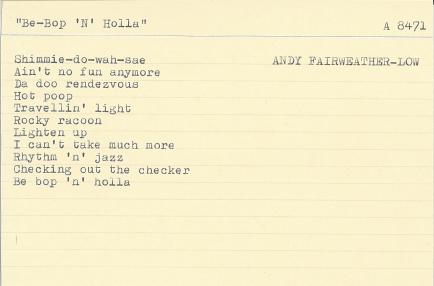 "Be-Bop 'N' Holla"
A 8471
Shimmie-do-wah-sae
ANDY FAIRWEATHER-LOW
Ain't no fun anymore
Da doo rendezvous
Hot poop
Travellin' light
Rocky racoon
Lighten up
I can't take much more
Rhythm 'n' jazz
Checking out the checker
Be bop 'n' holla